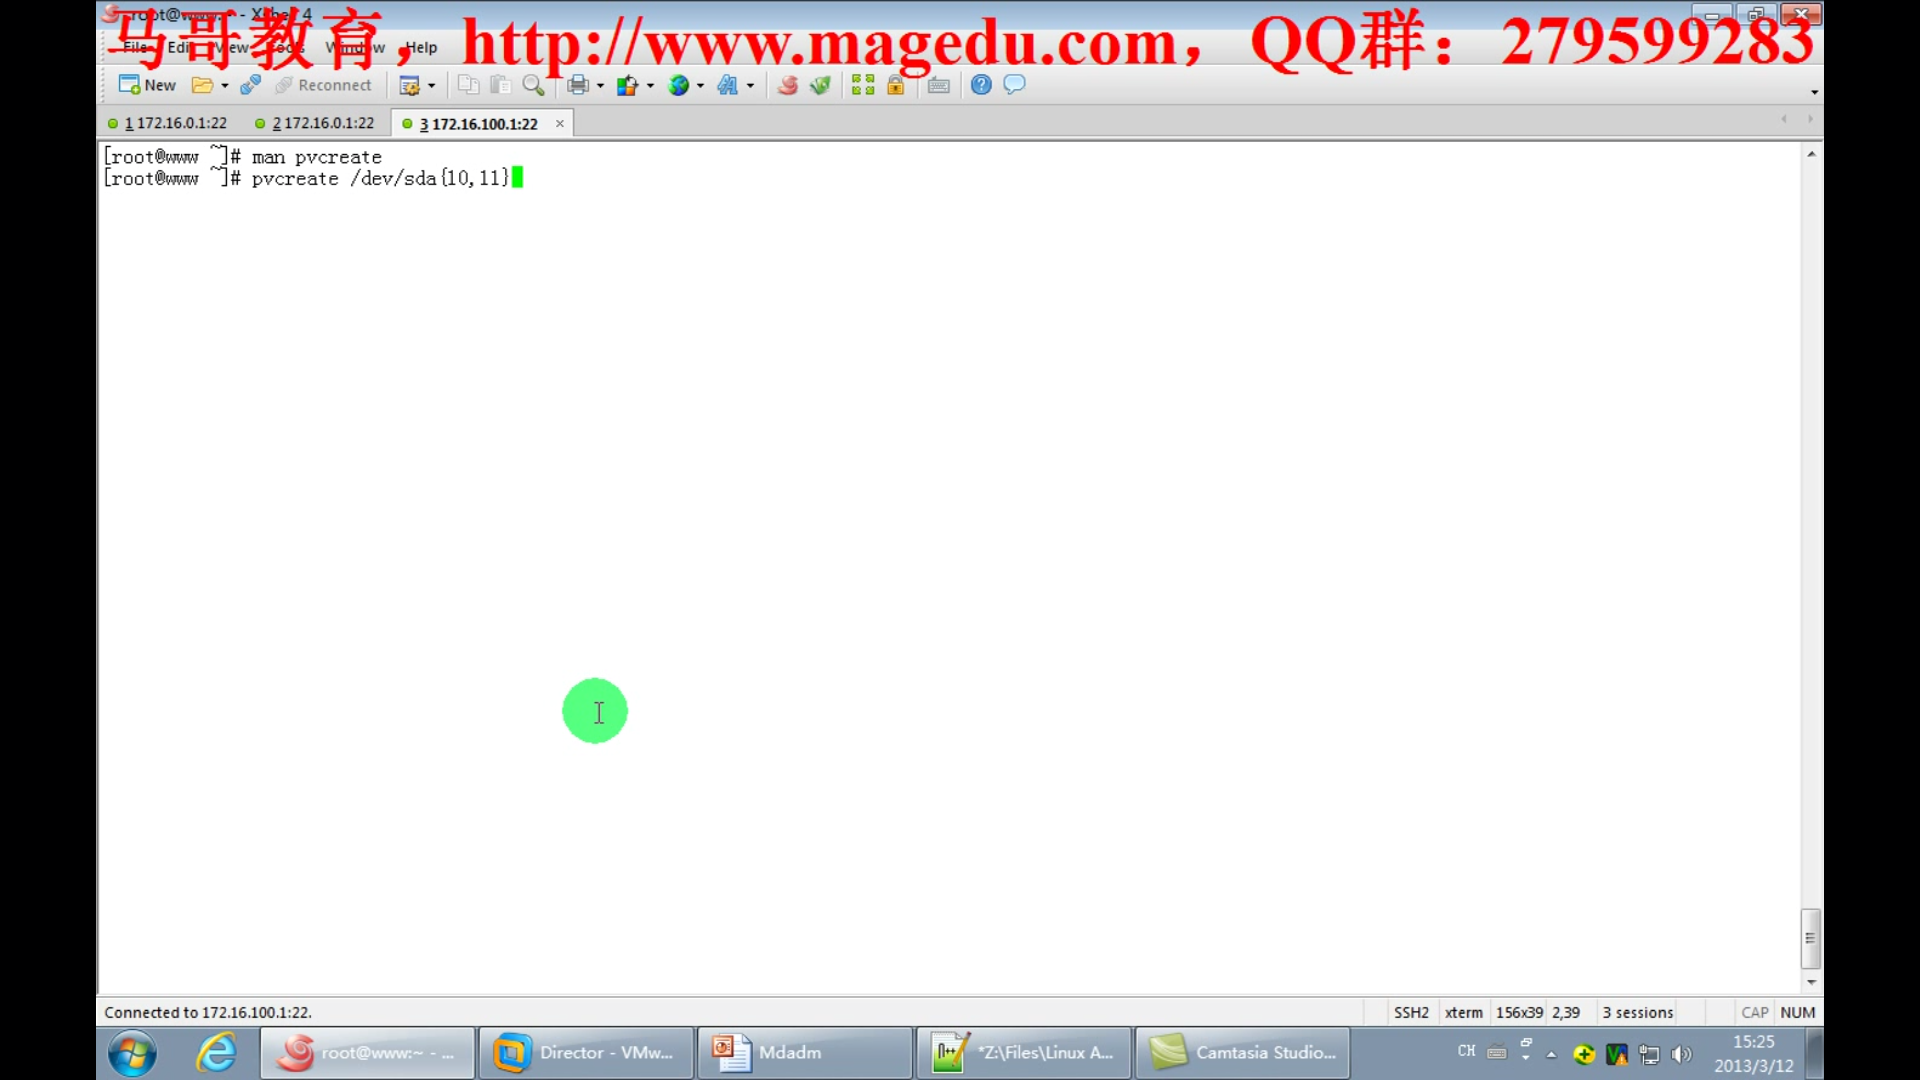 root@www:~ - Xshell 4
马哥教育，http://www.magedu.com，QQ群：279599283
File Edit View Tools Window Help
New Reconnect
1 172.16.0.1:22 2 172.16.0.1:22 3 172.16.100.1:22
[root@www ~]# man pvcreate
[root@www ~]# pvcreate /dev/sda{10,11}
Connected to 172.16.100.1:22. SSH2 xterm 156x39 2,39 3 sessions CAP NUM
root@www:~ - ... Director - VMw... Mdadm *Z:\Files\Linux A... Camtasia Studio... CH 15:25
2013/3/12